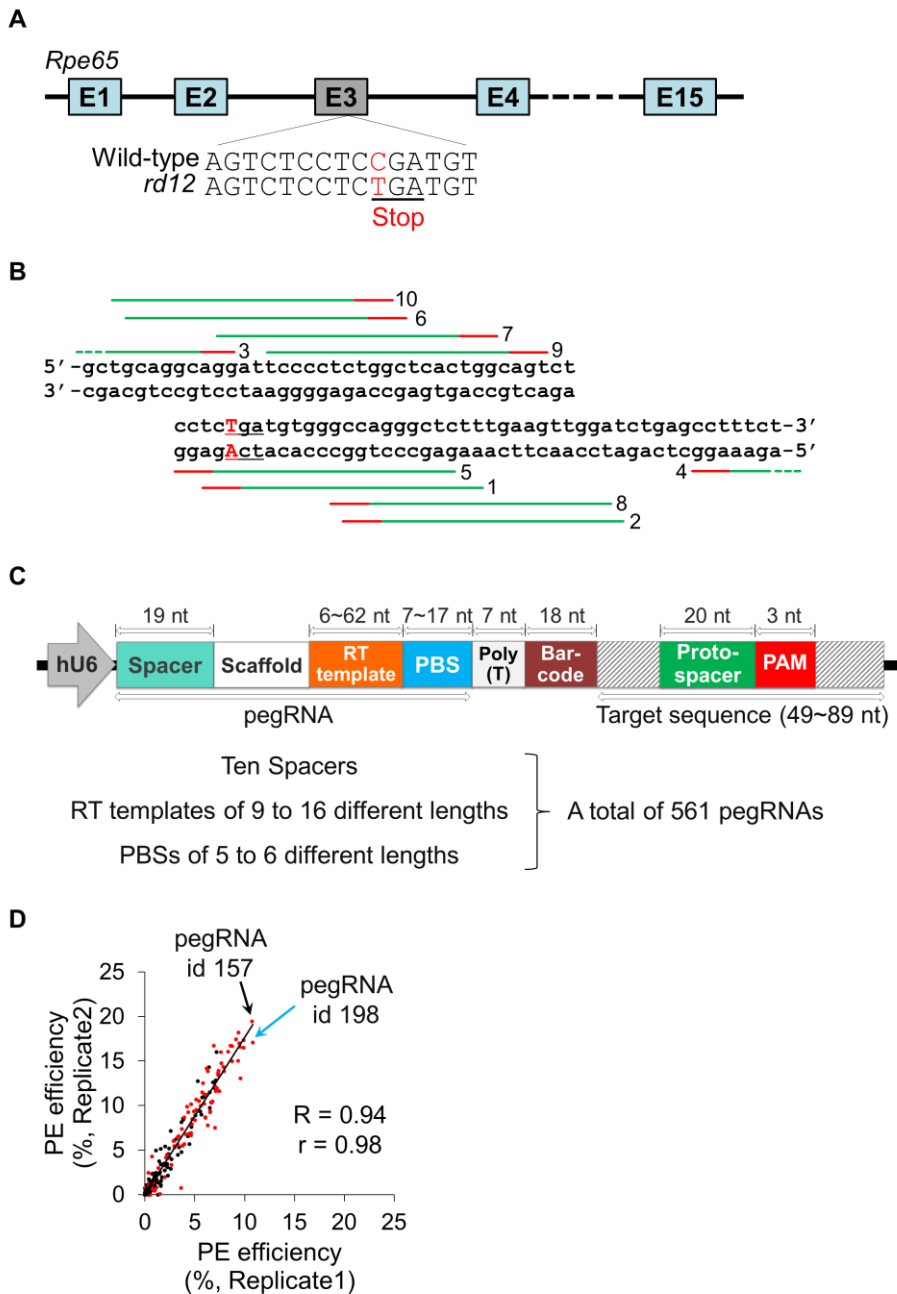 A
Rpe65
E1 E2 E3 E4 E15
Wild-type AGTCTCCTCCGATGT
rd12 AGTCTCCTCTGATGT
Stop
B
10
6
7
3 9
5′-gctgcaggcaggattcccctctggctcactggcagtct
3′-cgacgtccgtcctaaggggagaccgagtgaccgtcaga
cctcTgatgtgggccagggctctttgaagttggatctgagcctttct-3′
ggagActacacccggtcccgagaaacttcaacctagactcggaaaga-5′
5 4
1
8
2
C
19 nt 6~62 nt 7~17 nt 7 nt 18 nt 20 nt 3 nt
hU6 Spacer Scaffold RT template PBS Poly (T) Bar-code Proto-spacer PAM
pegRNA Target sequence (49~89 nt)
Ten Spacers
RT templates of 9 to 16 different lengths A total of 561 pegRNAs
PBSs of 5 to 6 different lengths
D
pegRNA
id 157
pegRNA
id 198
25
20
15
10
5
0
PE efficiency
(%, Replicate2)
R = 0.94
r = 0.98
0 5 10 15 20 25
PE efficiency
(%, Replicate1)